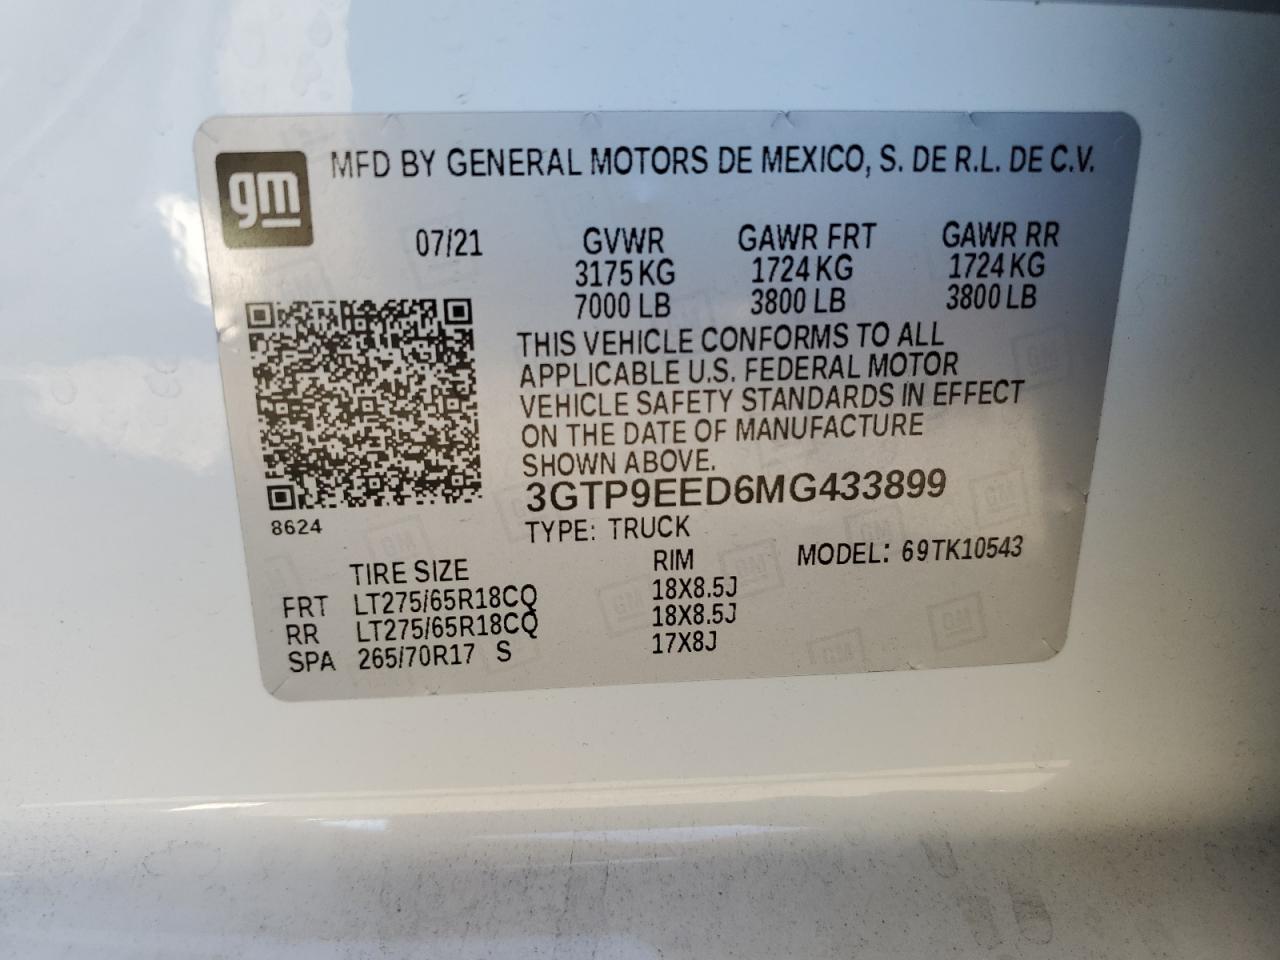 gm
MFD BY GENERAL MOTORS DE MEXICO, S. DE R.L. DE C.V.
07/21 GVWR GAWR FRT GAWR RR
3175 KG 1724 KG 1724 KG
7000 LB 3800 LB 3800 LB
THIS VEHICLE CONFORMS TO ALL
APPLICABLE U.S. FEDERAL MOTOR
VEHICLE SAFETY STANDARDS IN EFFECT
ON THE DATE OF MANUFACTURE
SHOWN ABOVE.
3GTP9EED6MG433899
8624
TYPE: TRUCK
MODEL: 69TK10543
TIRE SIZE RIM
FRT LT275/65R18CQ 18X8.5J
RR LT275/65R18CQ 18X8.5J
SPA 265/70R17 S 17X8J